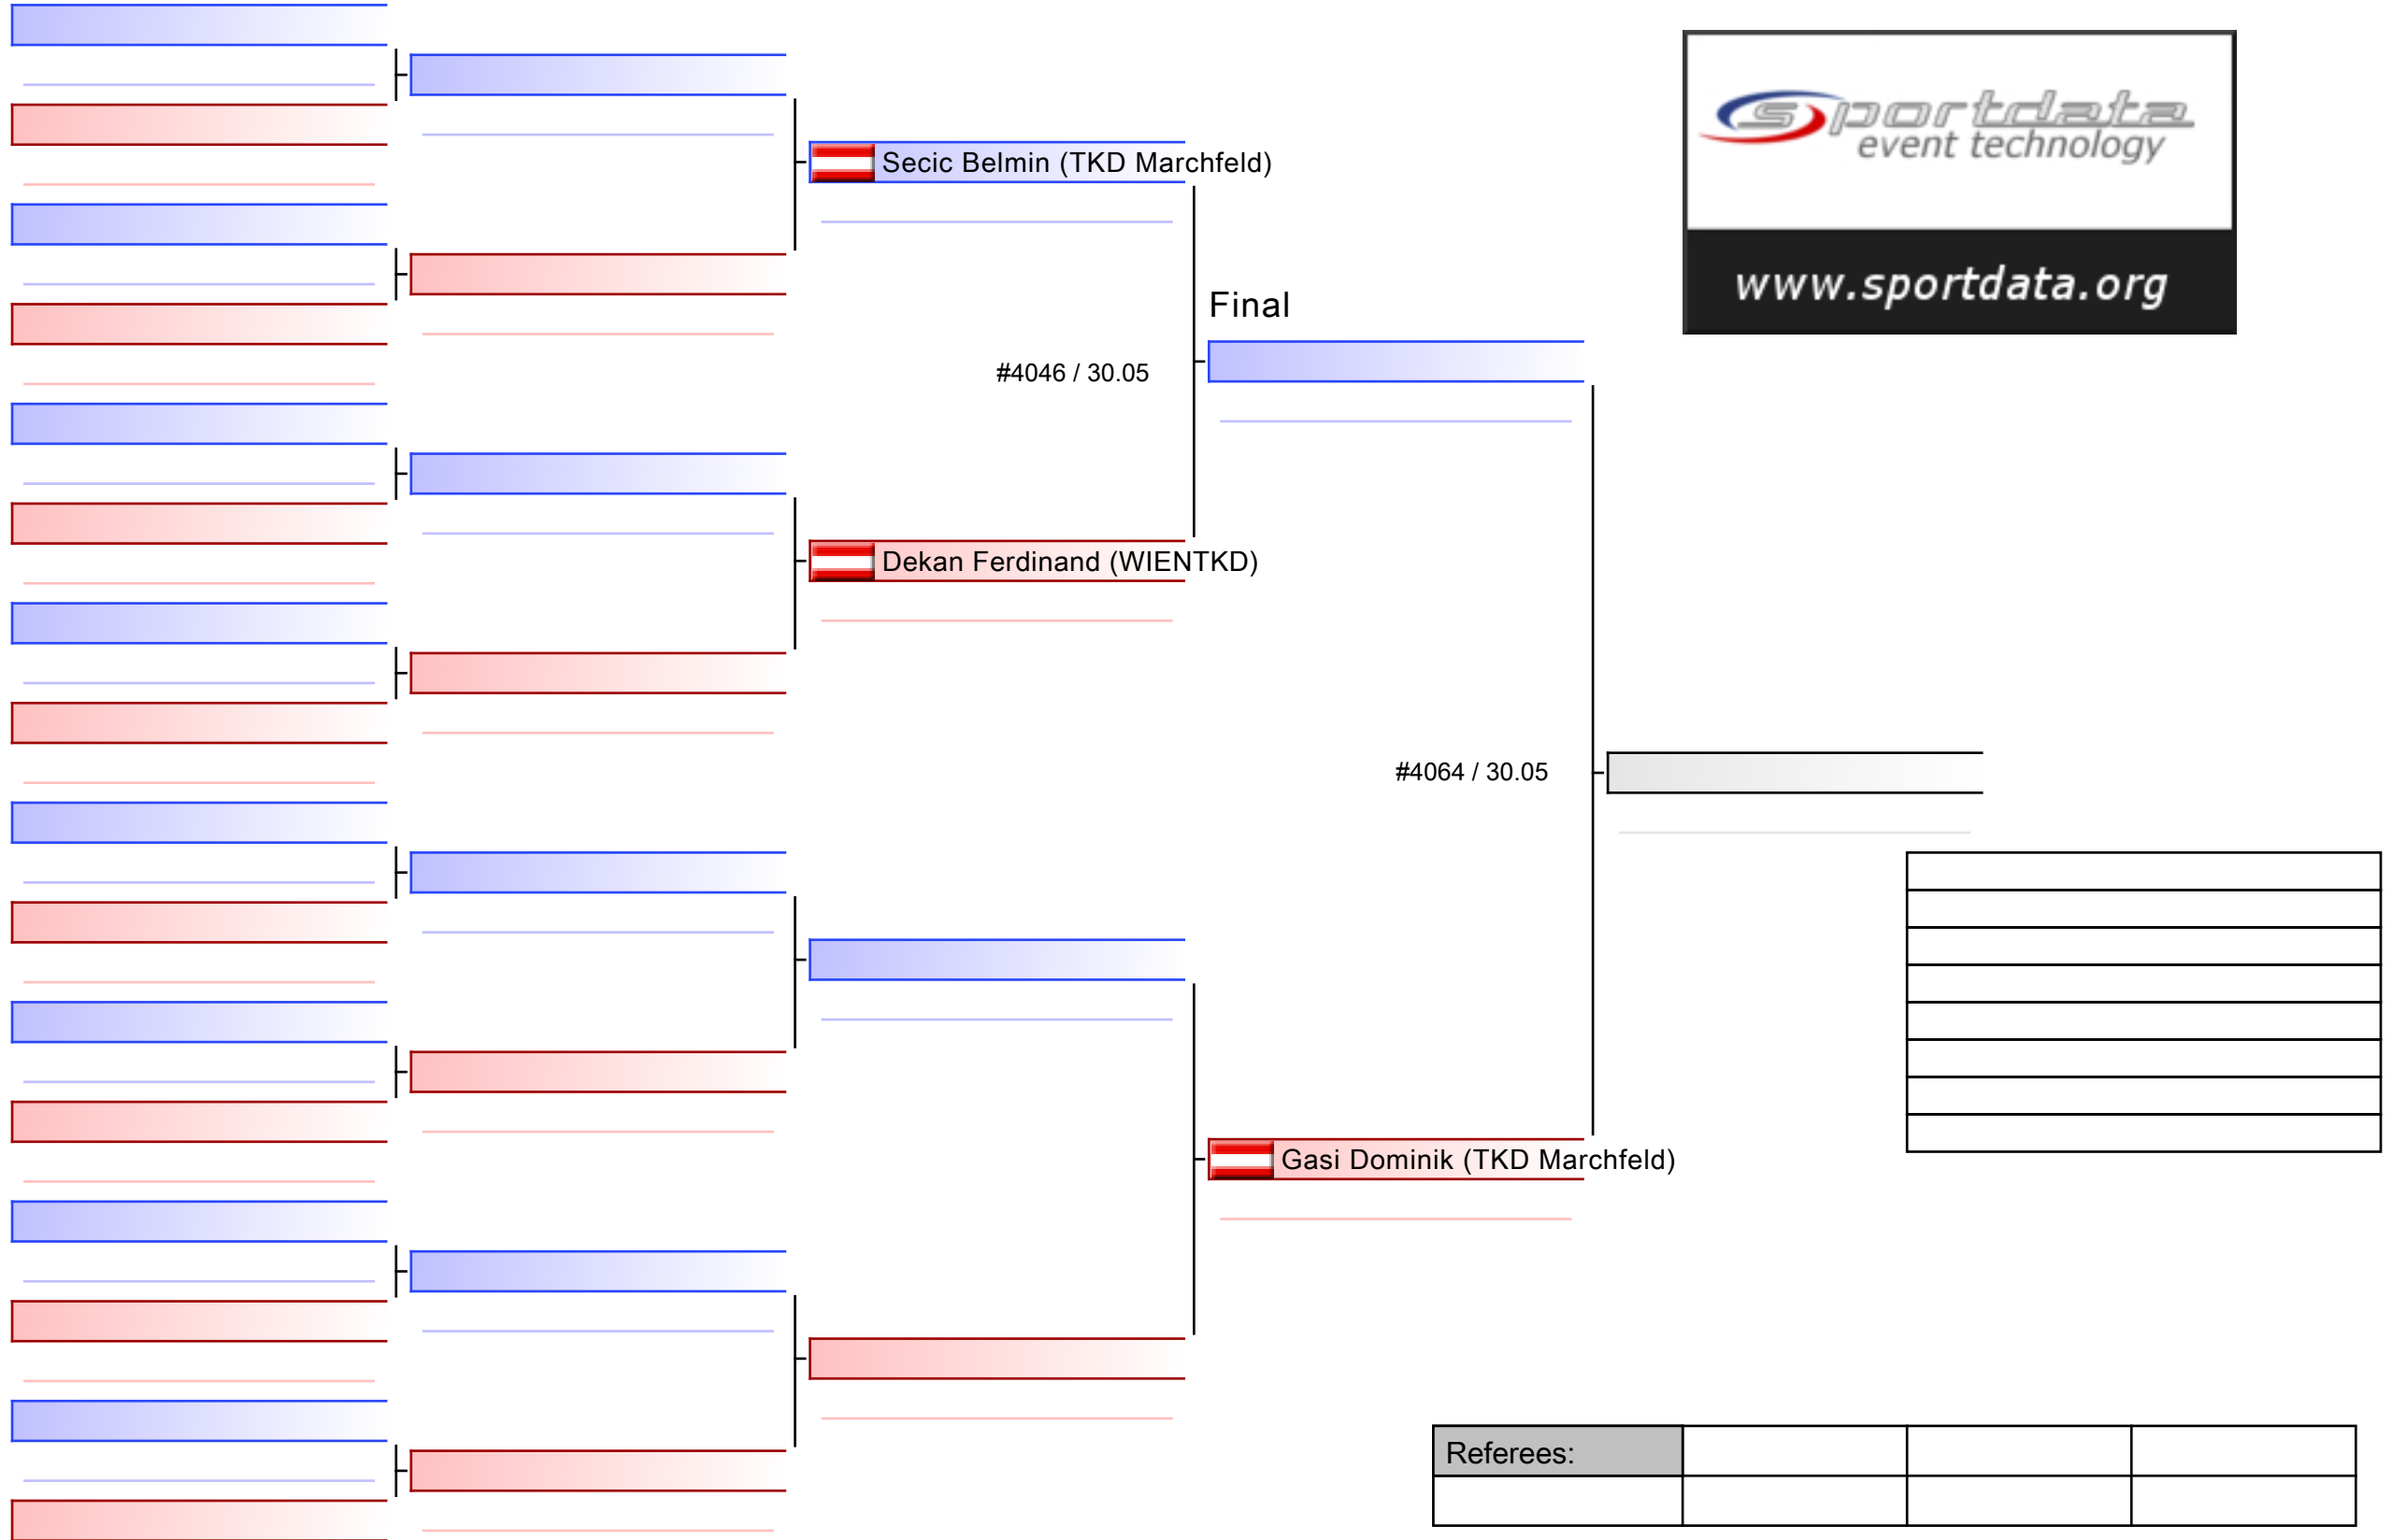 sportdata
event technology
www.sportdata.org
Secic Belmin (TKD Marchfeld)
Final
#4046 / 30.05
Dekan Ferdinand (WIENTKD)
#4064 / 30.05
Gasi Dominik (TKD Marchfeld)
Referees: